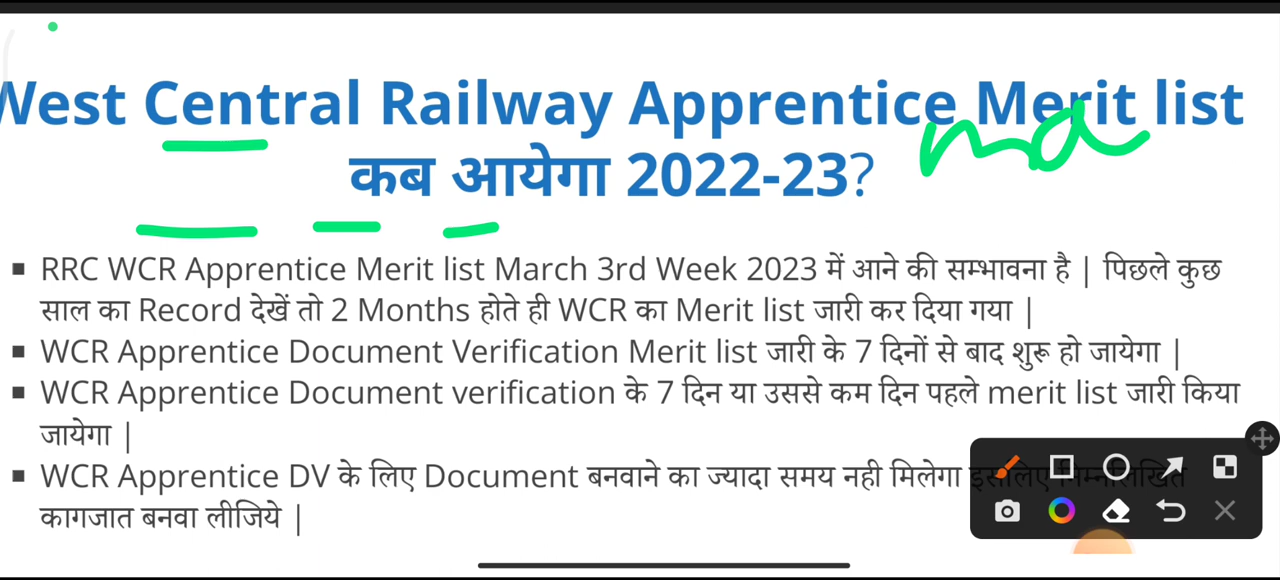 West Central Railway Apprentice Merit list
कब आयेगा 2022-23?
ma
▪ RRC WCR Apprentice Merit list March 3rd Week 2023 में आने की सम्भावना है | पिछले कुछ
साल का Record देखें तो 2 Months होते ही WCR का Merit list जारी कर दिया गया |
▪ WCR Apprentice Document Verification Merit list जारी के 7 दिनों से बाद शुरू हो जायेगा |
▪ WCR Apprentice Document verification के 7 दिन या उससे कम दिन पहले merit list जारी किया
जायेगा |
▪ WCR Apprentice DV के लिए Document बनवाने का ज्यादा समय नही मिलेगा इसलिए निम्नलिखित
कागजात बनवा लीजिये |